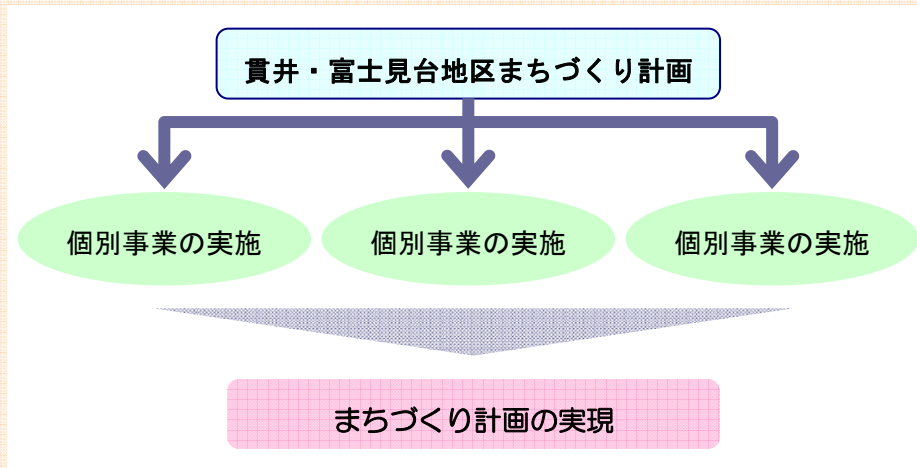 貫井・富士見台地区まちづくり計画
個別事業の実施
個別事業の実施
個別事業の実施
まちづくり計画の実現